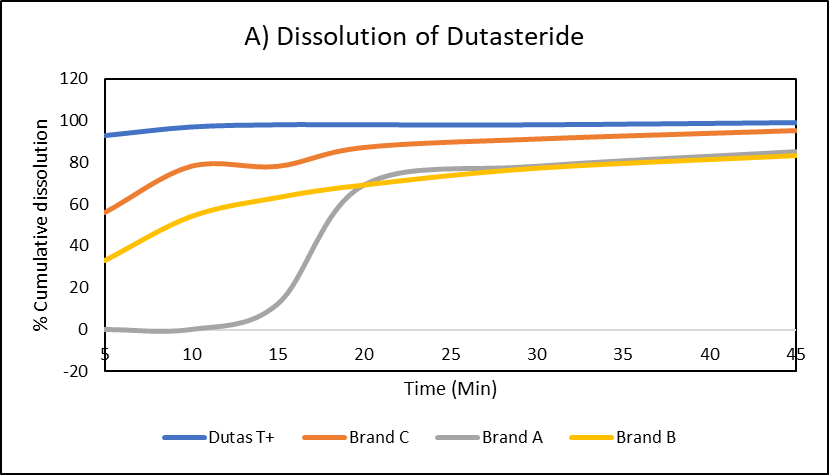 A) Dissolution of Dutasteride
120
100
80
60
40
20
0
-20
% Cumulative dissolution
5 10 15 20 25 30 35 40 45
Time (Min)
Dutas T+ Brand C Brand A Brand B